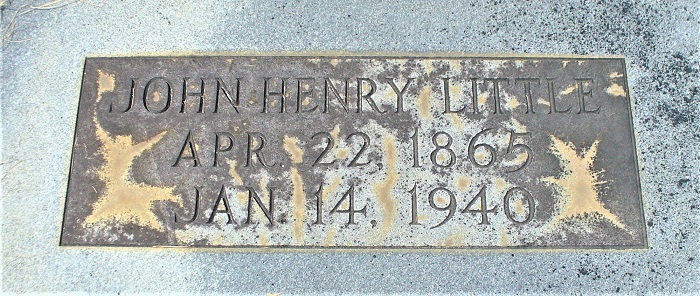 JOHN HENRY LITTLE
APR. 22, 1865
JAN. 14, 1940